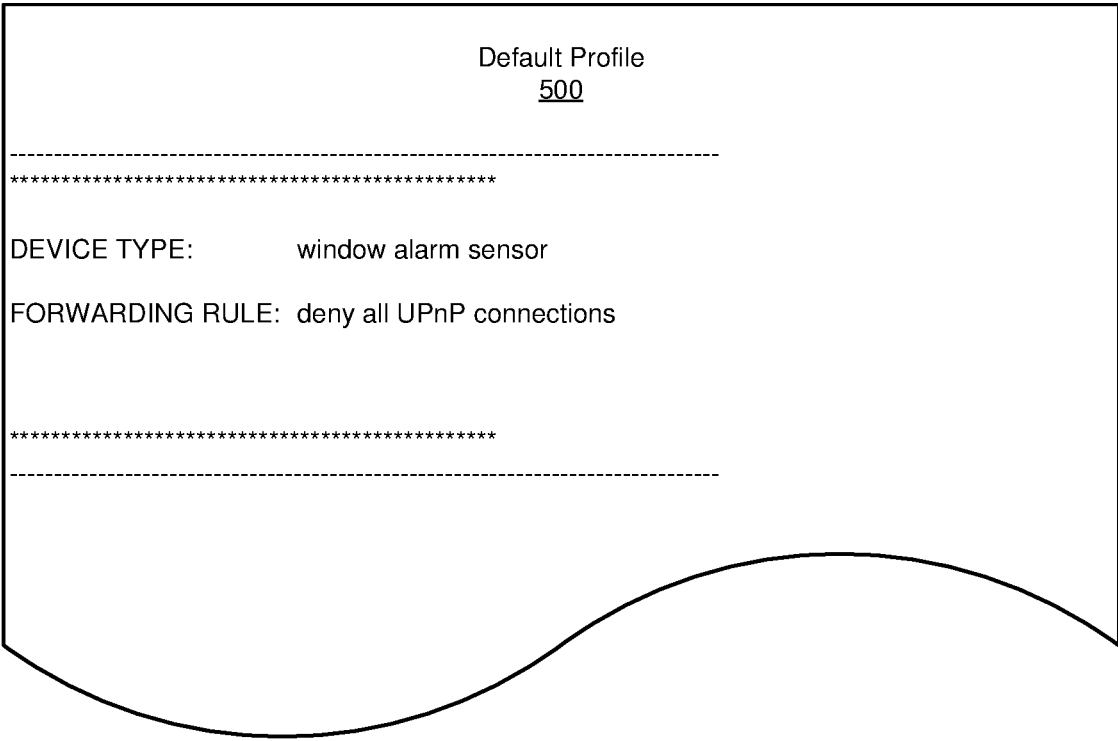 Default Profile
500
--------------------------------------------------------------------------------
***********************************************
DEVICE TYPE: window alarm sensor
FORWARDING RULE: deny all UPnP connections
***********************************************
--------------------------------------------------------------------------------